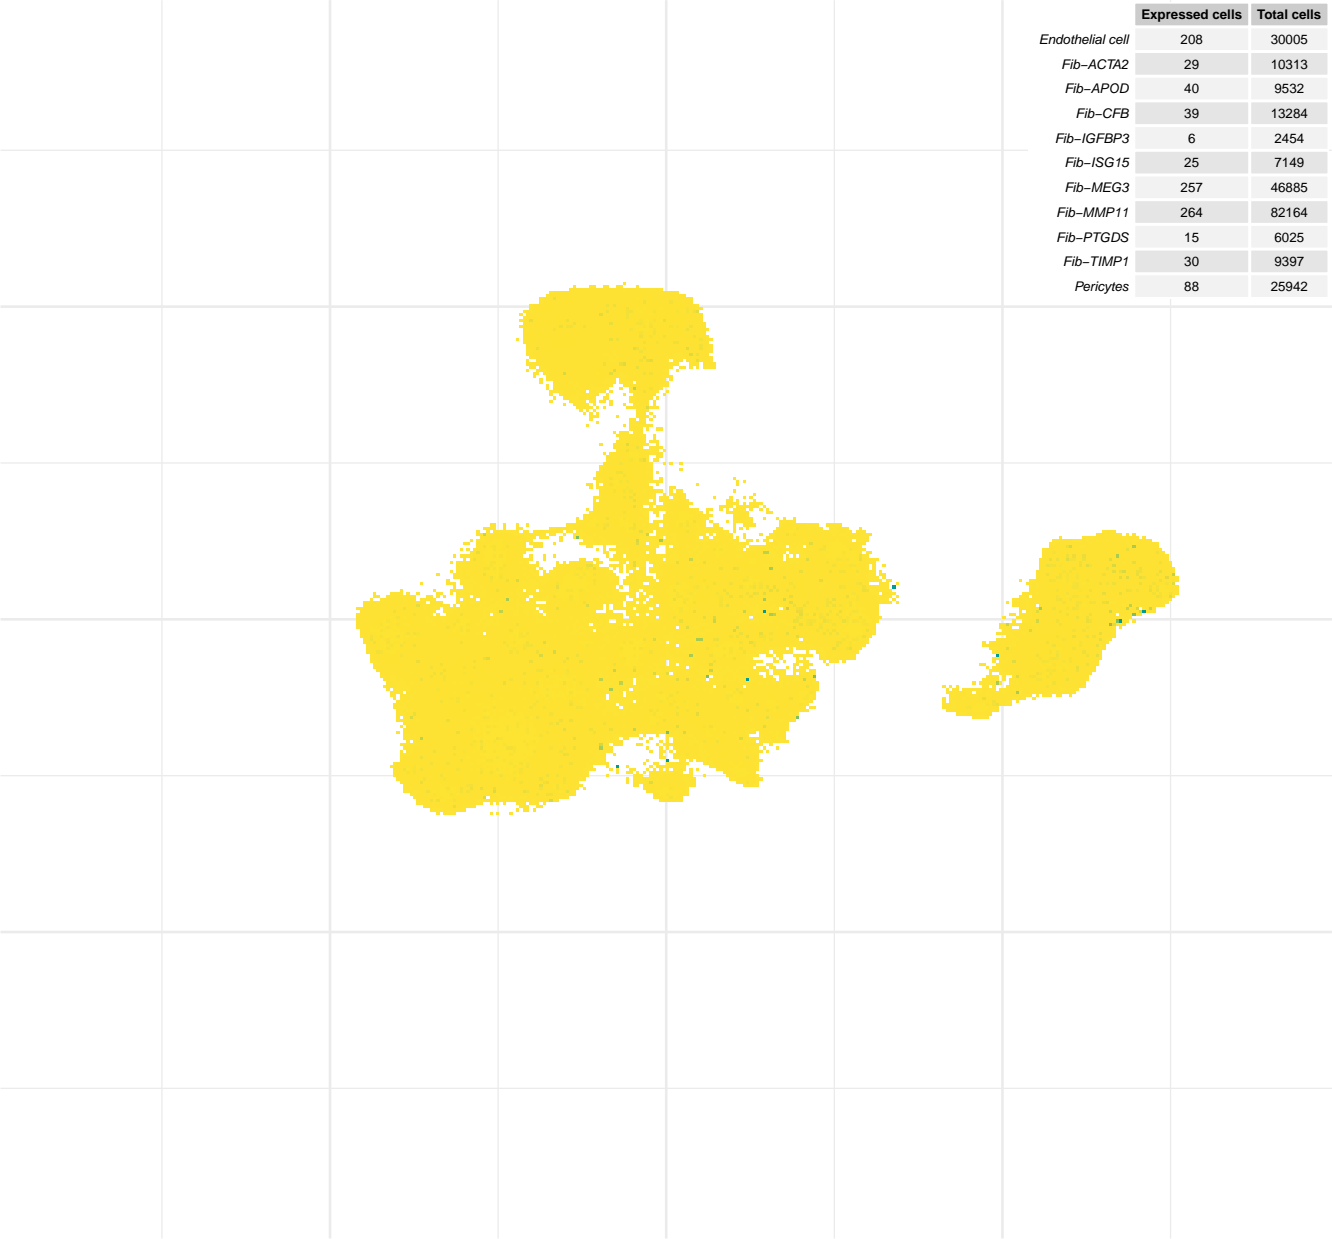 Expressed cells Total cells
Endothelial cell 208 30005
Fib−ACTA2 29 10313
Fib−APOD 40 9532
Fib−CFB 39 13284
Fib−IGFBP3 6 2454
Fib−ISG15 25 7149
Fib−MEG3 257 46885
Fib−MMP11 264 82164
Fib−PTGDS 15 6025
Fib−TIMP1 30 9397
Pericytes 88 25942